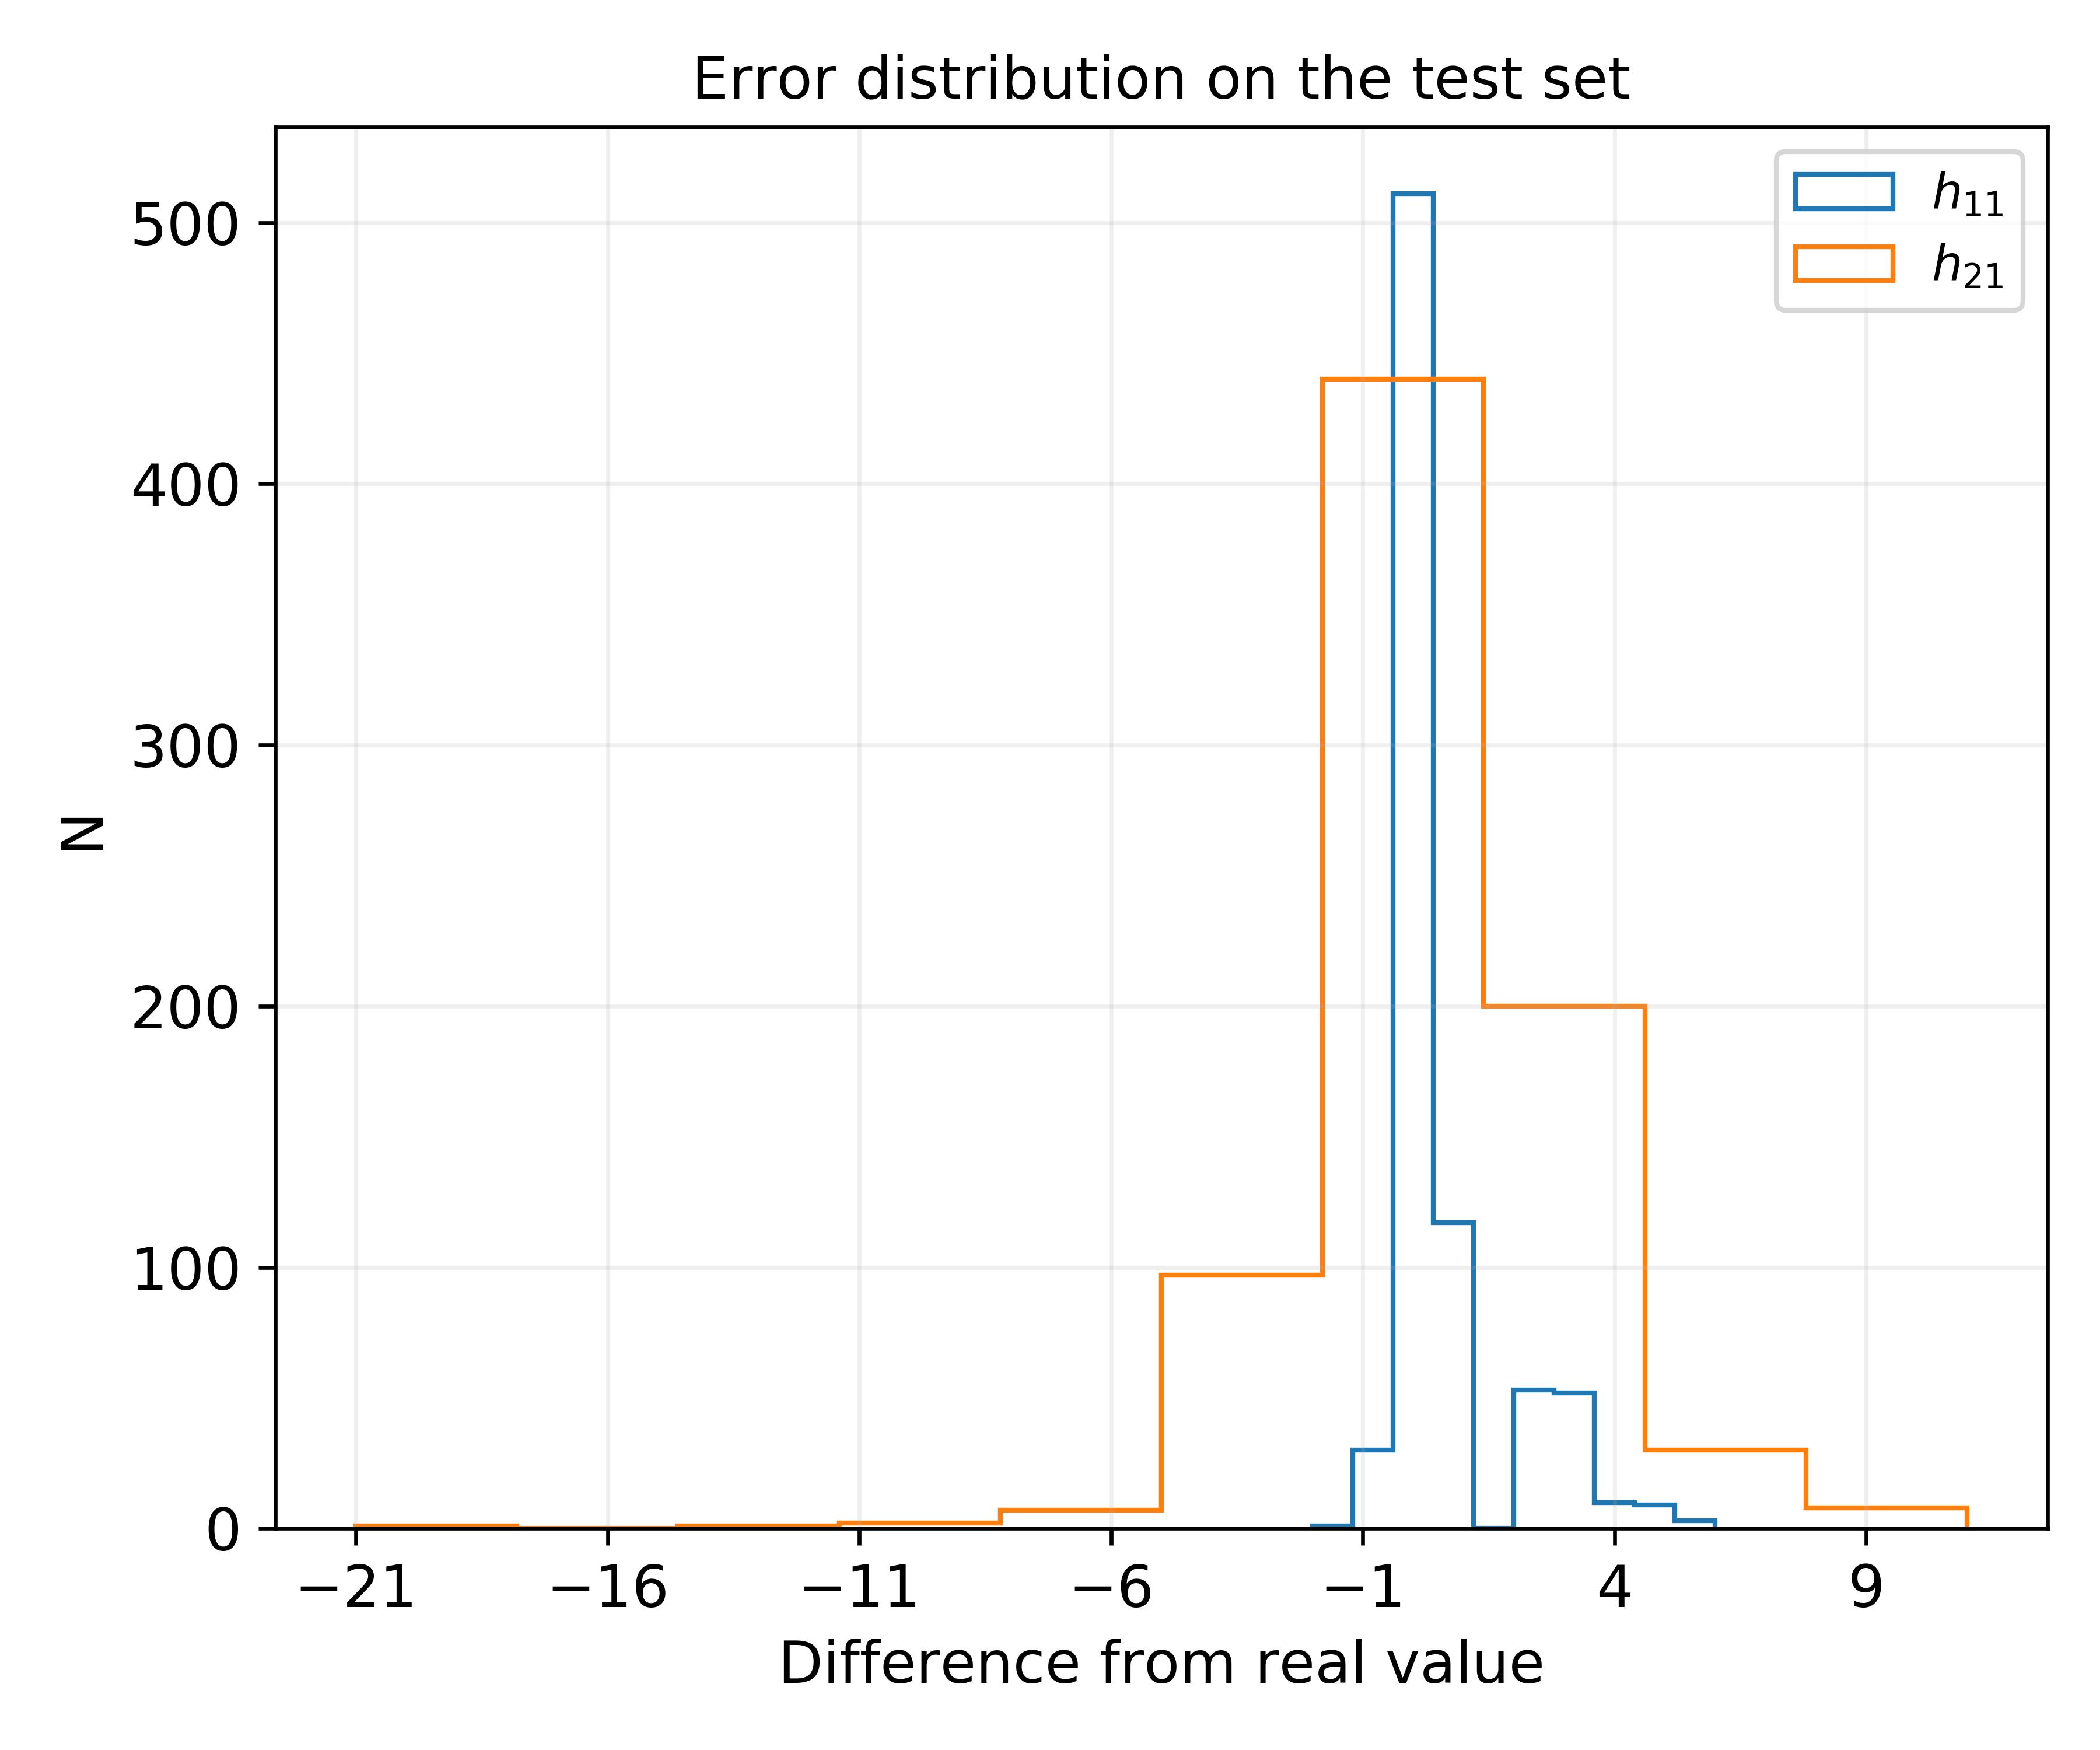 Error distribution on the test set
h11
h21
500
400
300
200
100
0
N
−21 −16 −11 −6 −1 4 9
Difference from real value